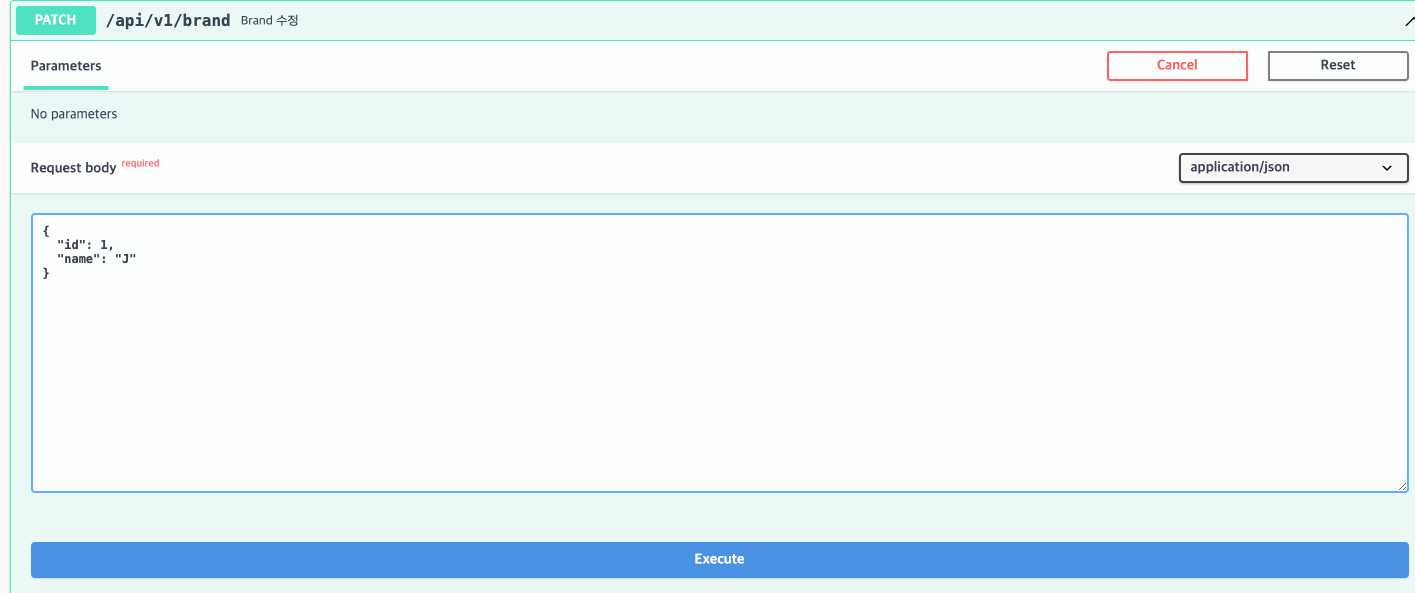 PATCH /api/v1/brand Brand 수정
Parameters Cancel Reset
No parameters
Request body required application/json
{
  "id": 1,
  "name": "J"
}
Execute